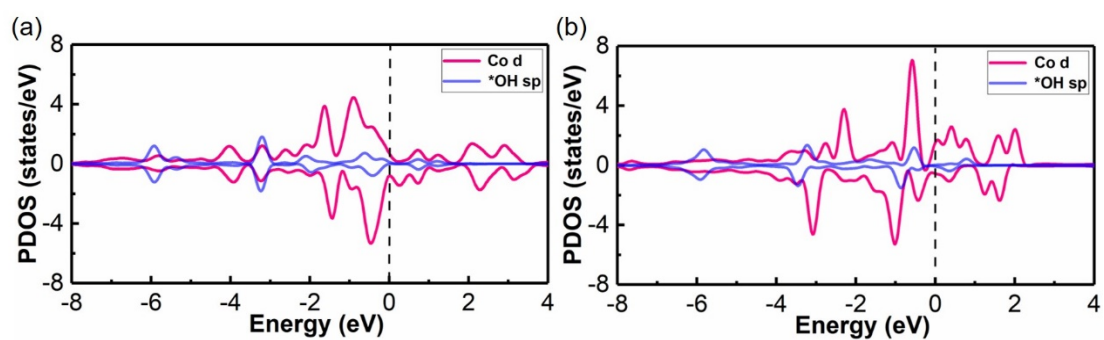 (a)
PDOS (states/eV)
8
4
0
-4
-8
Co d
*OH sp
-8 -6 -4 -2 0 2 4
Energy (eV)
(b)
PDOS (states/eV)
8
4
0
-4
-8
Co d
*OH sp
-8 -6 -4 -2 0 2 4
Energy (eV)